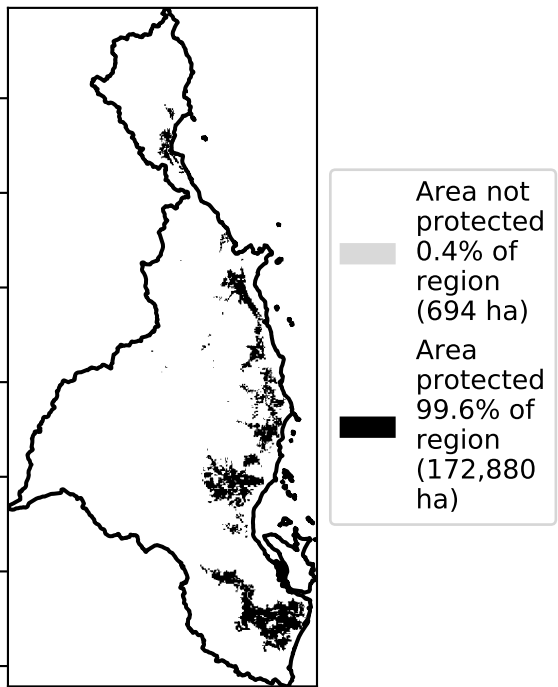 Area not
protected
0.4% of
region
(694 ha)
Area
protected
99.6% of
region
(172,880
ha)